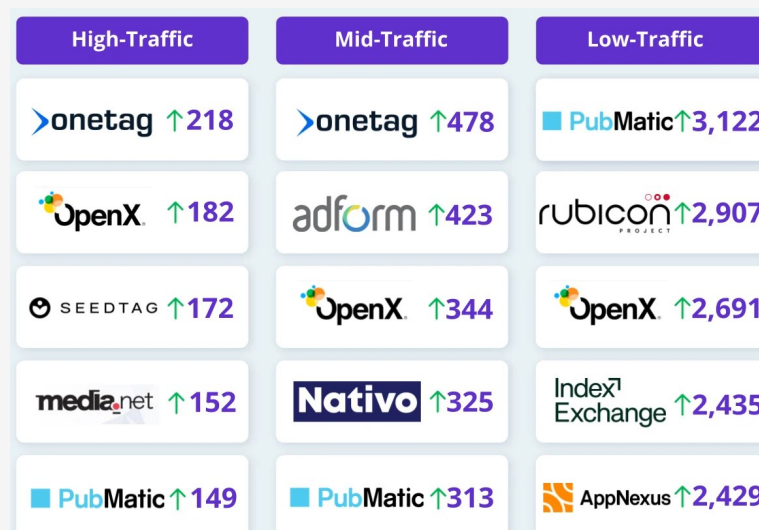 High-Traffic Mid-Traffic Low-Traffic
onetag ↑218 onetag ↑478 PubMatic ↑3,122
OpenX. ↑182 adform ↑423 rubicon PROJECT ↑2,907
SEEDTAG ↑172 OpenX. ↑344 OpenX. ↑2,691
media.net ↑152 Nativo ↑325 Index Exchange ↑2,435
PubMatic ↑149 PubMatic ↑313 AppNexus ↑2,429